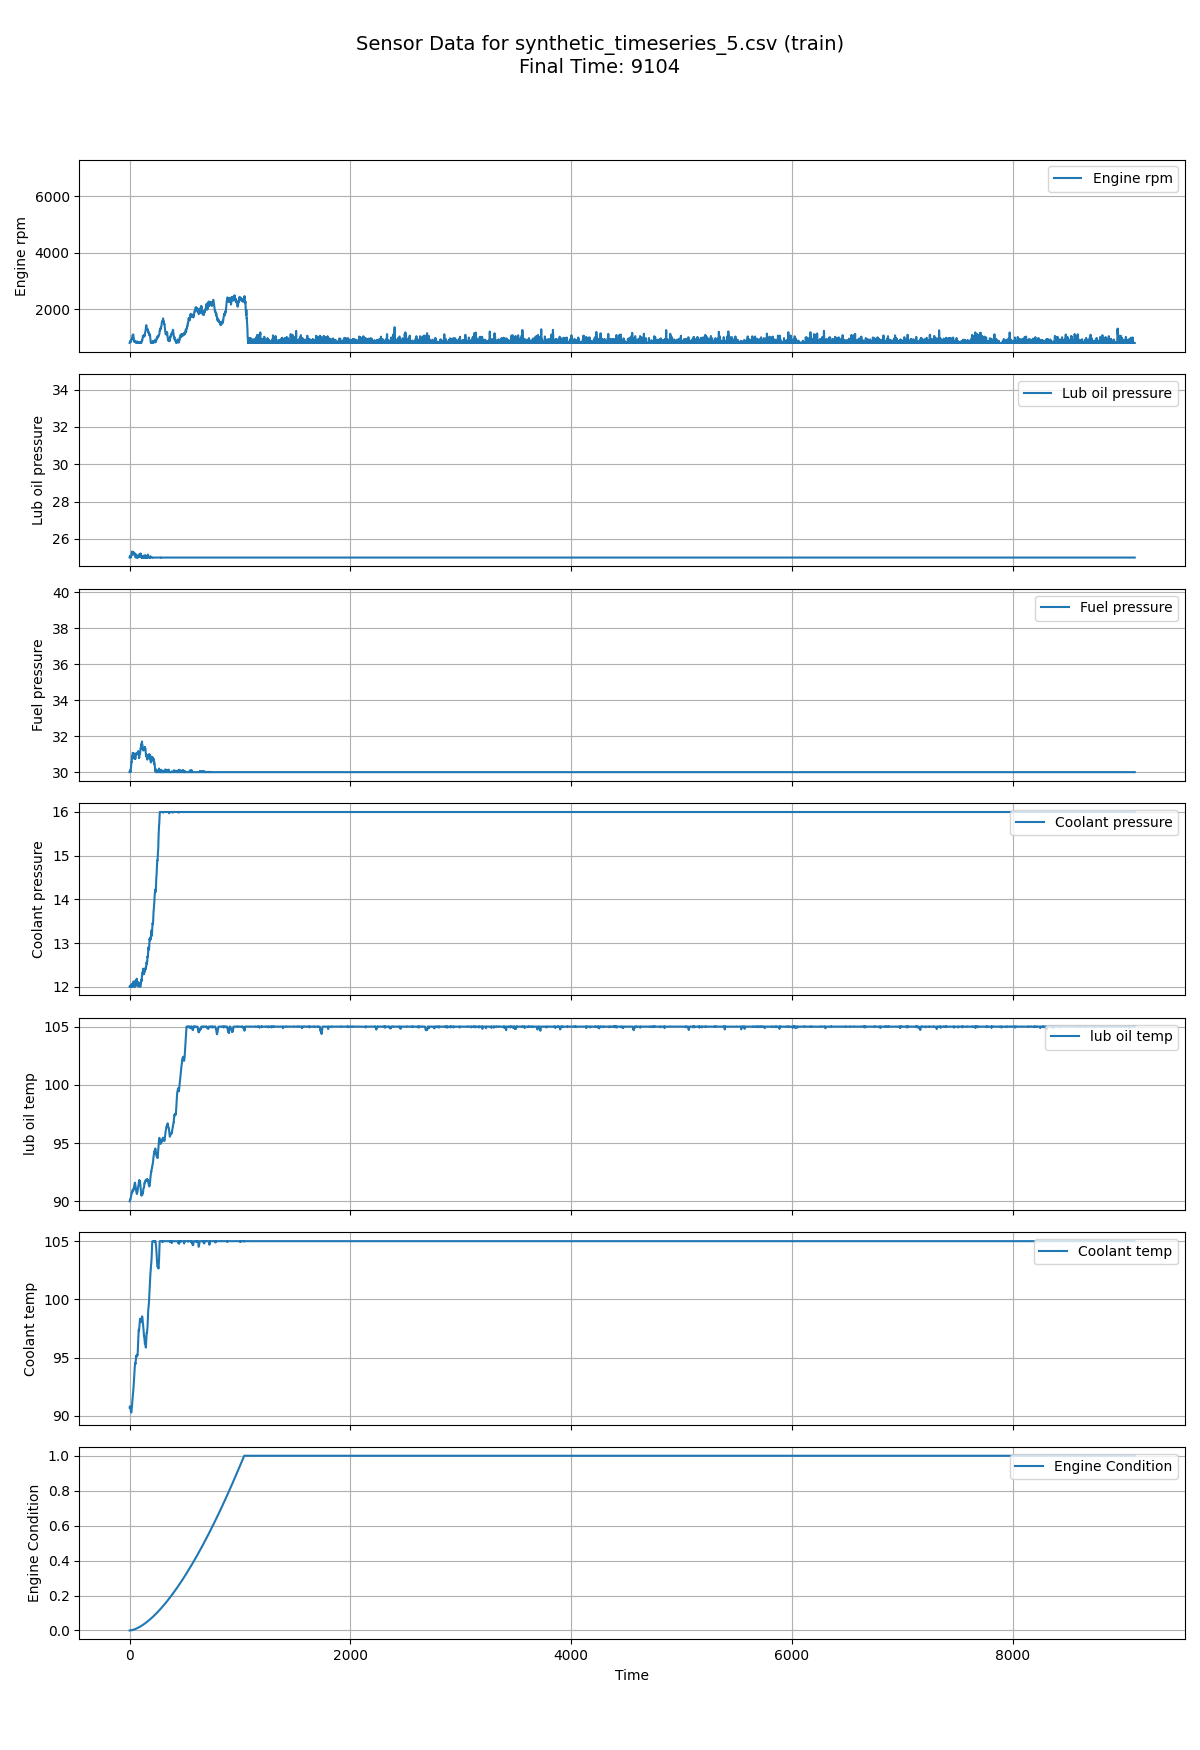 Sensor Data for synthetic_timeseries_5.csv (train)
Final Time: 9104
Engine rpm
6000
4000
2000
Engine rpm
Lub oil pressure
34
32
30
28
26
Lub oil pressure
Fuel pressure
40
38
36
34
32
30
Fuel pressure
Coolant pressure
16
15
14
13
12
Coolant pressure
lub oil temp
105
100
95
90
lub oil temp
Coolant temp
105
100
95
90
Coolant temp
Engine Condition
1.0
0.8
0.6
0.4
0.2
0.0
Engine Condition
0 2000 4000 6000 8000
Time